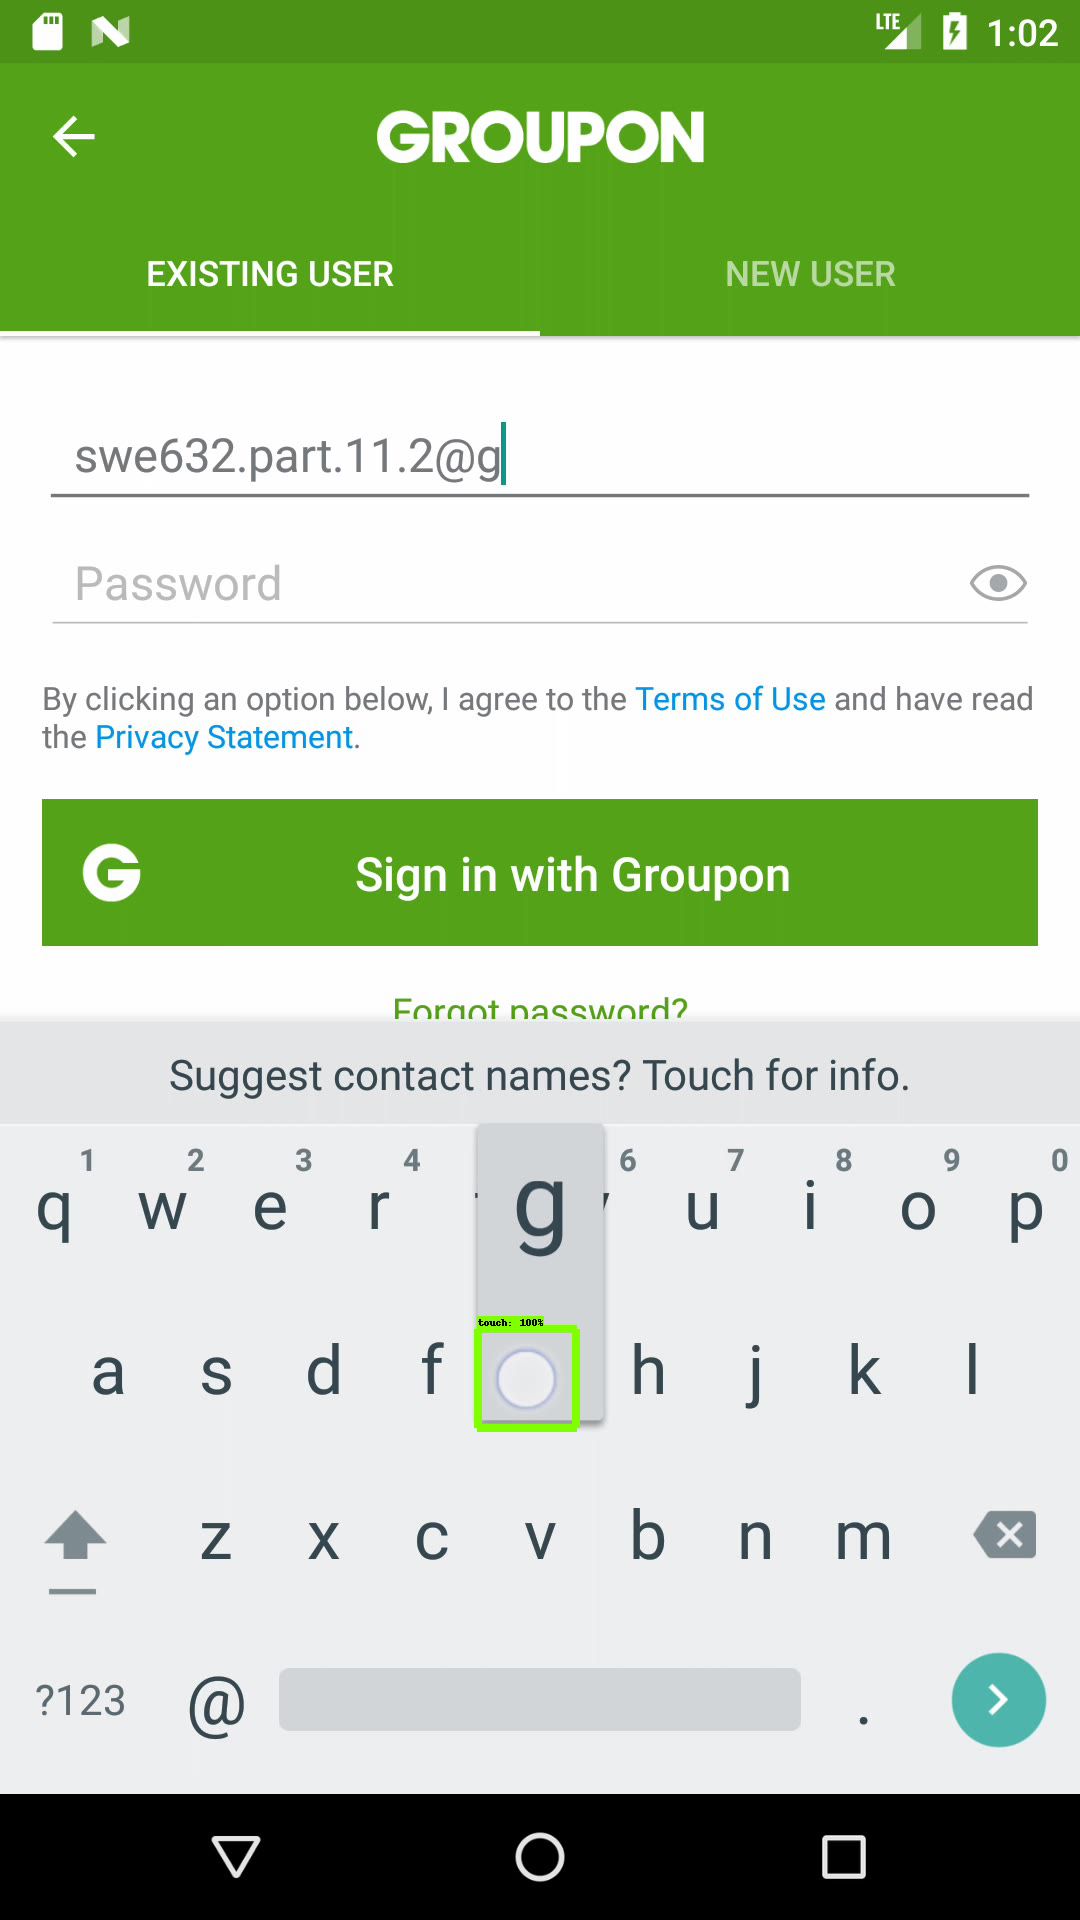 LTE 1:02
GROUPON
EXISTING USER NEW USER
swe632.part.11.2@g
Password
By clicking an option below, I agree to the Terms of Use and have read
the Privacy Statement.
G Sign in with Groupon
Forgot password?
Suggest contact names? Touch for info.
1 2 3 4 6 7 8 9 0
q w e r g u i o p
touch: 100%
a s d f h j k l
z x c v b n m
?123 @ .